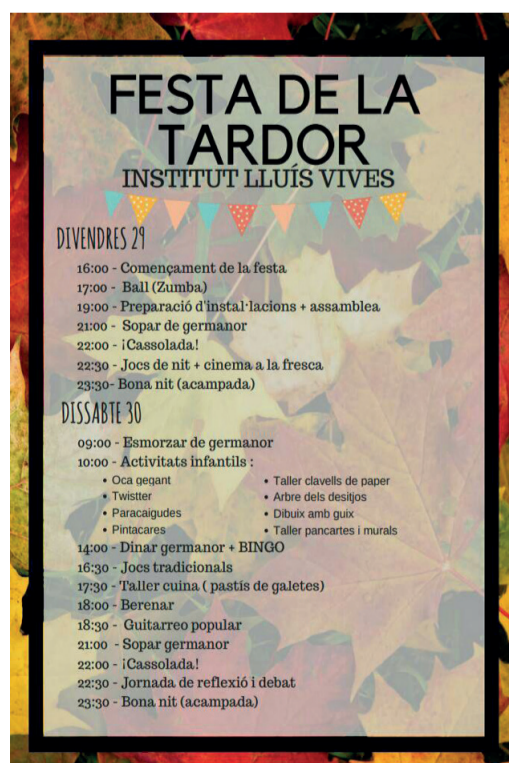 FESTA DE LA
TARDOR
INSTITUT LLUÍS VIVES
DIVENDRES 29
16:00 - Començament de la festa
17:00 - Ball (Zumba)
19:00 - Preparació d'instal·lacions + assamblea
21:00 - Sopar de germanor
22:00 - ¡Cassolada!
22:30 - Jocs de nit + cinema a la fresca
23:30- Bona nit (acampada)
DISSABTE 30
09:00 - Esmorzar de germanor
10:00 - Activitats infantils :
• Oca gegant
• Twistter
• Paracaigudes
• Pintacares
• Taller clavells de paper
• Arbre dels desitjos
• Dibuix amb guix
• Taller pancartes i murals
14:00 - Dinar germanor + BINGO
16:30 - Jocs tradicionals
17:30 - Taller cuina ( pastís de galetes)
18:00 - Berenar
18:30 - Guitarreo popular
21:00 - Sopar germanor
22:00 - ¡Cassolada!
22:30 - Jornada de reflexió i debat
23:30 - Bona nit (acampada)